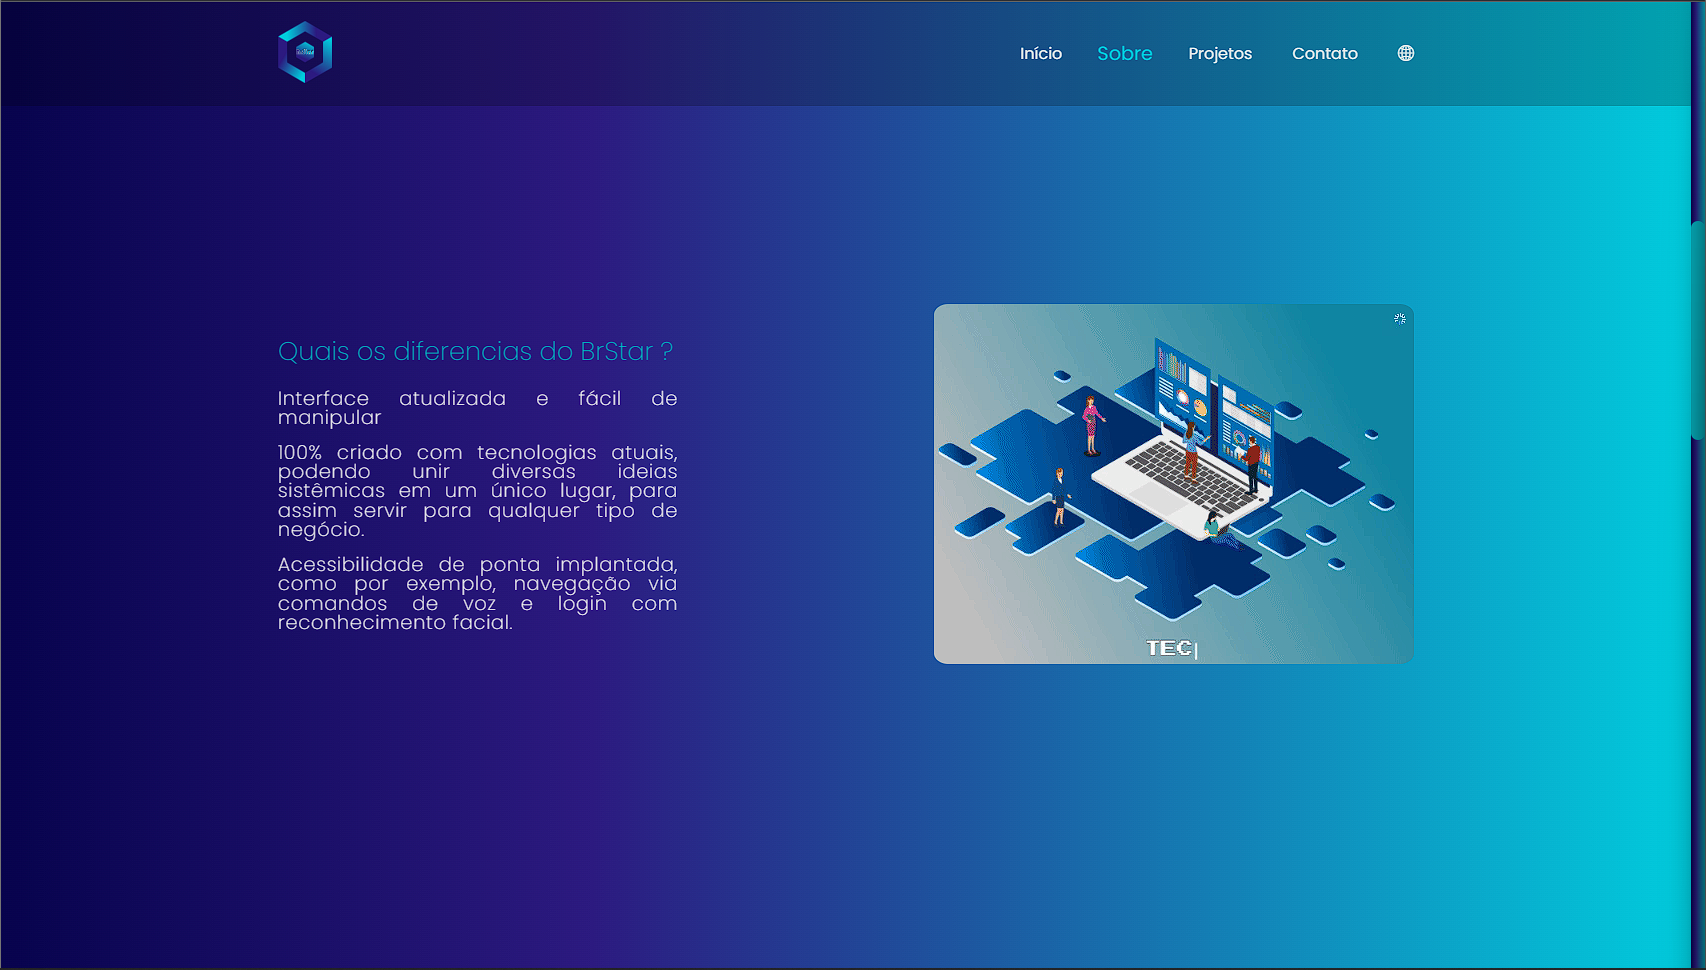 Início Sobre Projetos Contato
Quais os diferencias do BrStar ?
Interface atualizada e fácil de
manipular
100% criado com tecnologias atuais,
podendo unir diversas ideias
sistêmicas em um único lugar, para
assim servir para qualquer tipo de
negócio.
Acessibilidade de ponta implantada,
como por exemplo, navegação via
comandos de voz e login com
reconhecimento facial.
TEC|